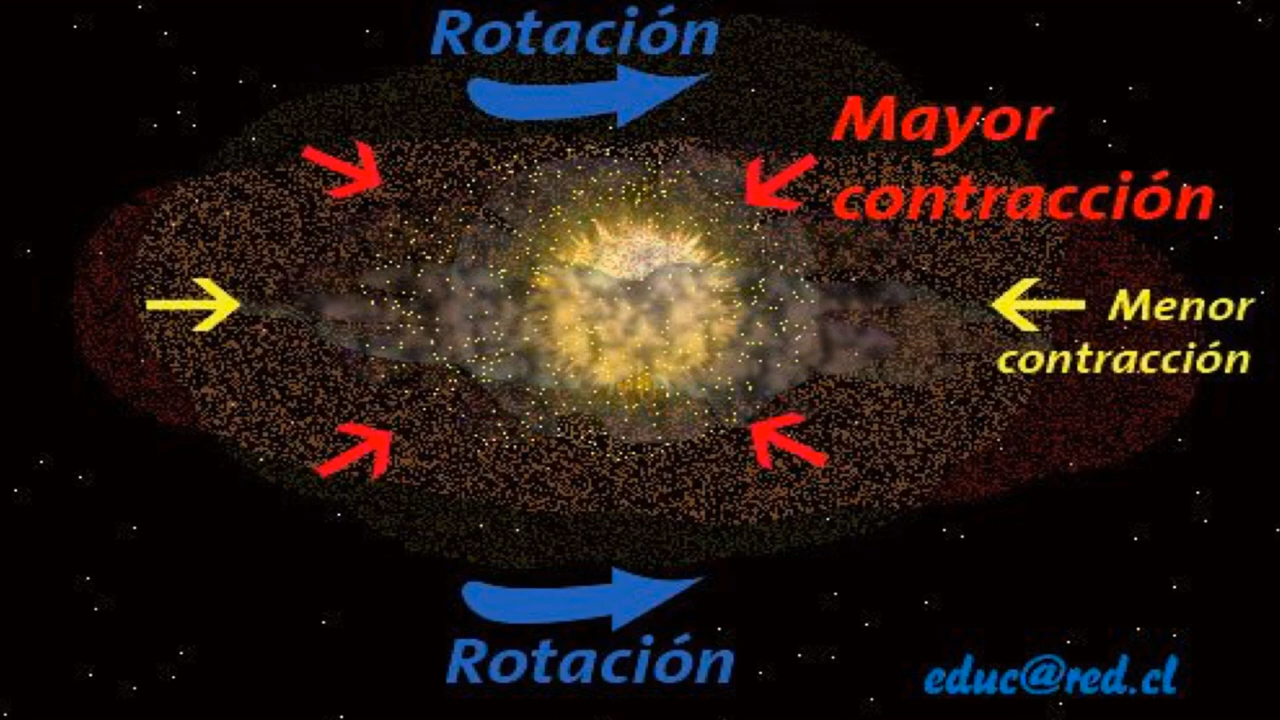 Rotación
Mayor
contracción
Menor
contracción
Rotación
educ@red.cl